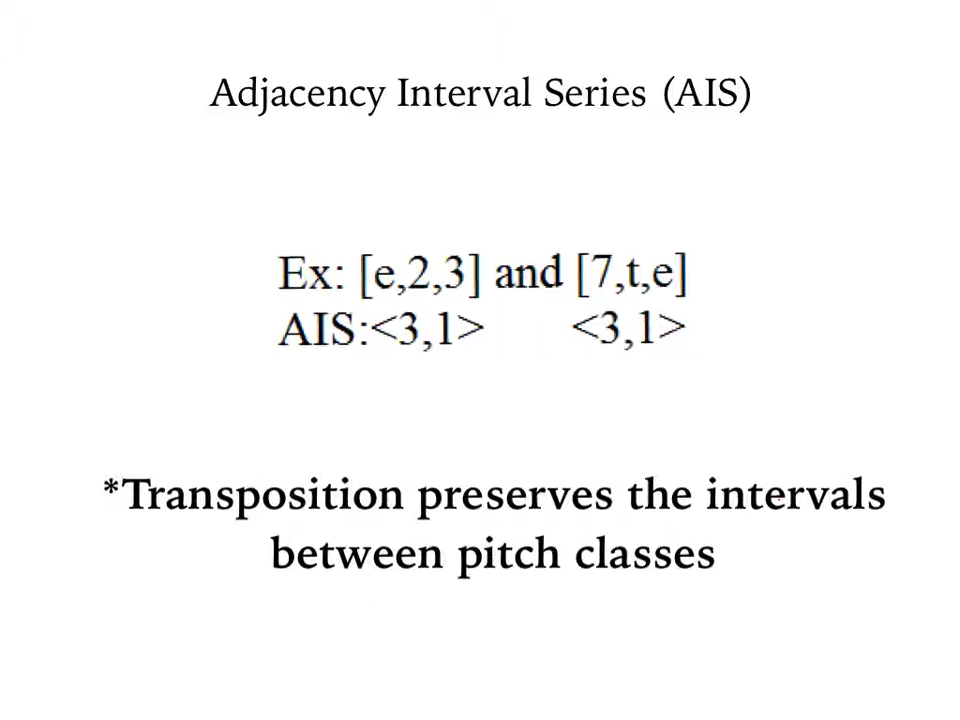 Adjacency Interval Series (AIS)
Ex: [e,2,3] and [7,t,e]
AIS:<3,1> <3,1>
*Transposition preserves the intervals
between pitch classes